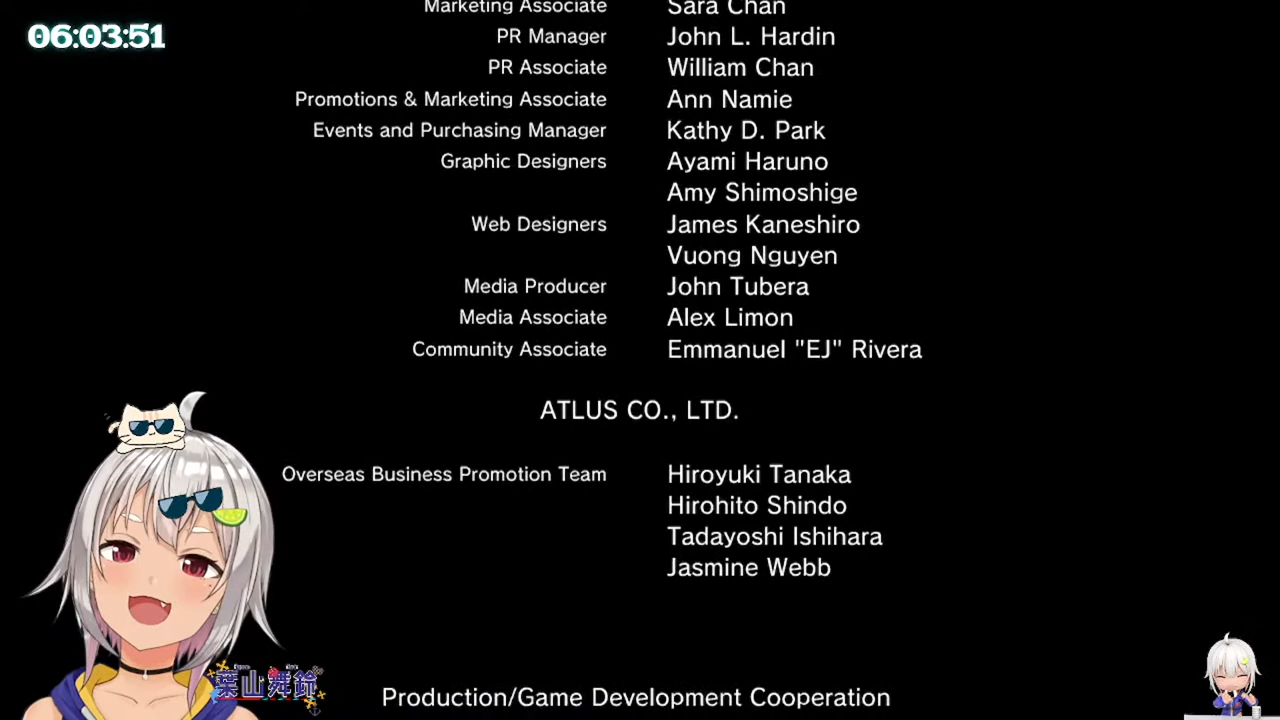 06:03:51
Marketing Associate Sara Chan
PR Manager John L. Hardin
PR Associate William Chan
Promotions & Marketing Associate Ann Namie
Events and Purchasing Manager Kathy D. Park
Graphic Designers Ayami Haruno
Amy Shimoshige
Web Designers James Kaneshiro
Vuong Nguyen
Media Producer John Tubera
Media Associate Alex Limon
Community Associate Emmanuel "EJ" Rivera
ATLUS CO., LTD.
Overseas Business Promotion Team Hiroyuki Tanaka
Hirohito Shindo
Tadayoshi Ishihara
Jasmine Webb
葉山舞鈴
Production/Game Development Cooperation